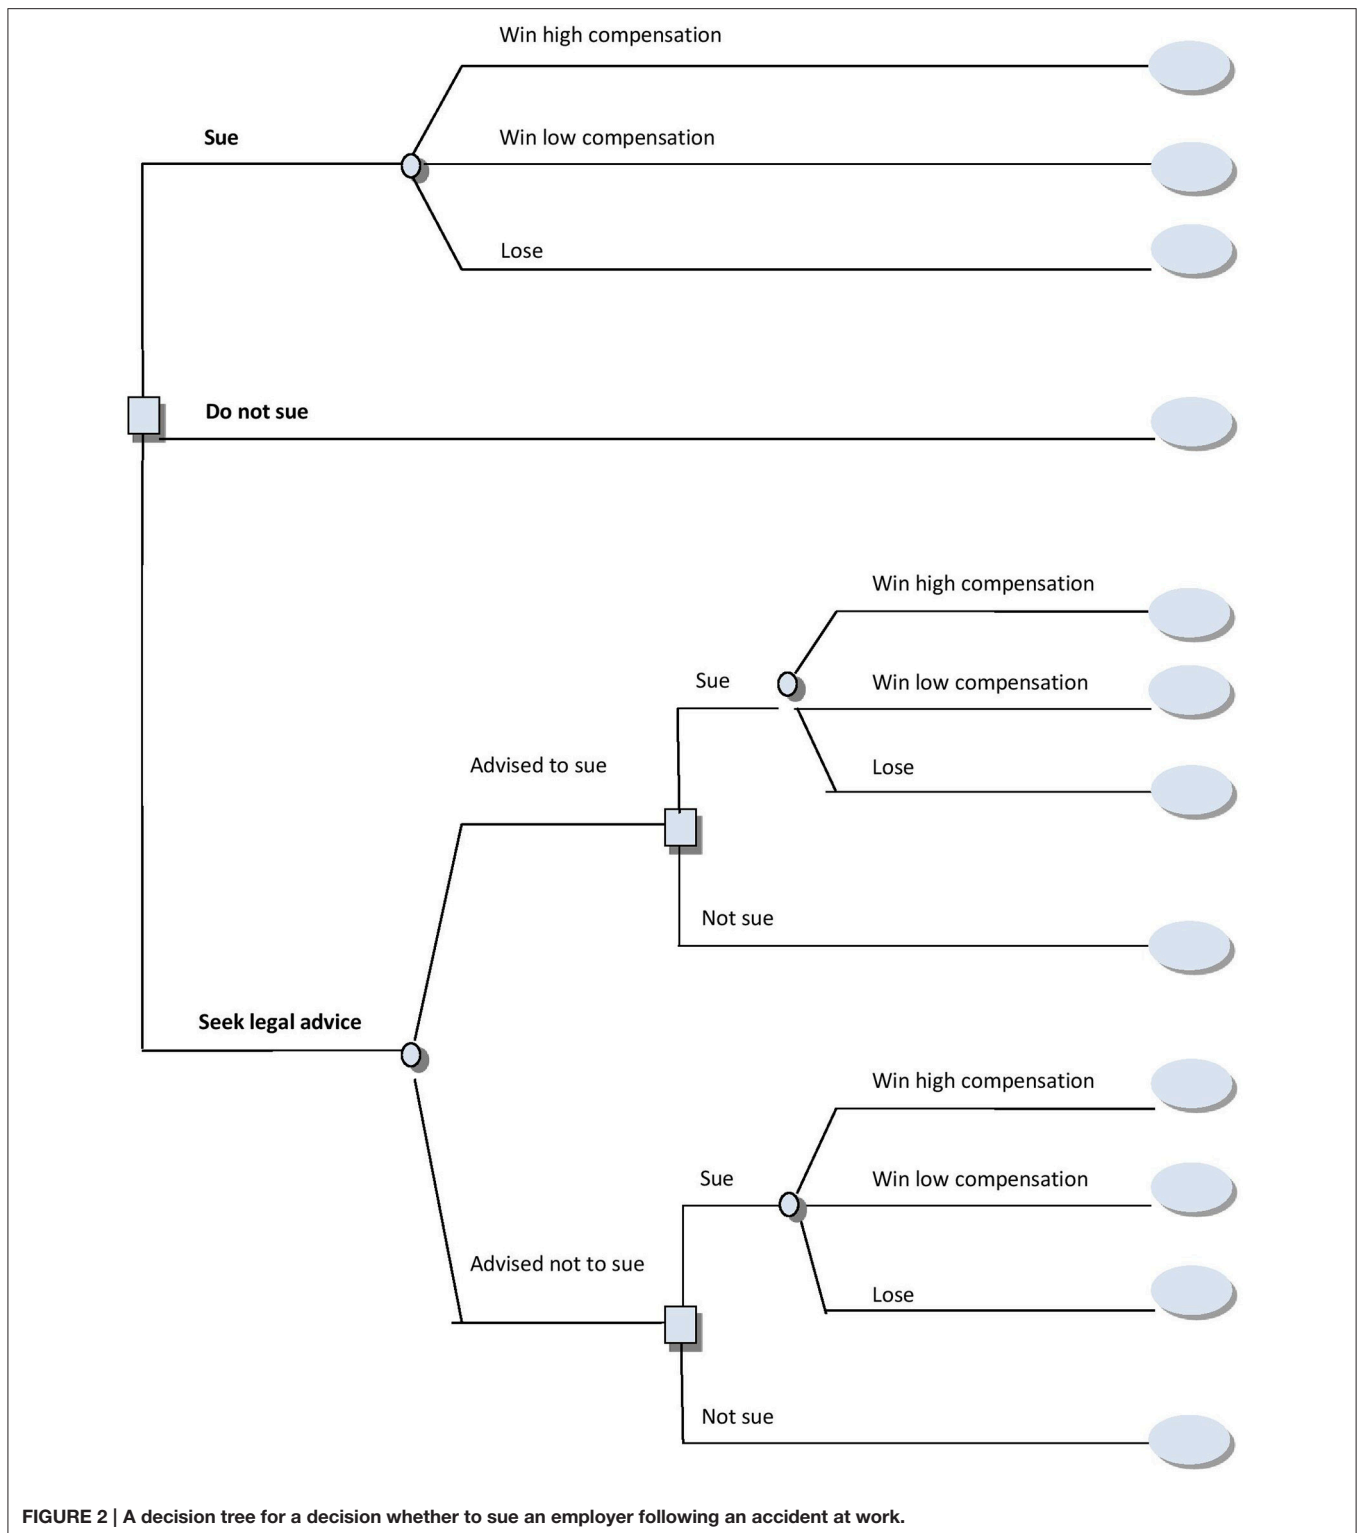 Win high compensation
Sue
Win low compensation
Lose
Do not sue
Win high compensation
Sue
Win low compensation
Advised to sue
Lose
Not sue
Seek legal advice
Win high compensation
Sue
Win low compensation
Advised not to sue
Lose
Not sue
FIGURE 2 | A decision tree for a decision whether to sue an employer following an accident at work.